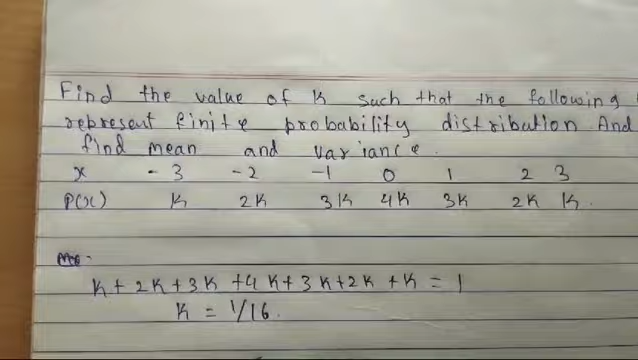 Find the value of K such that the following
represent finite probability distribution And
find mean and variance.
x -3 -2 -1 0 1 2 3
P(x) K 2K 3K 4K 3K 2K K.
K + 2K + 3K + 4K + 3K + 2K + K = 1
K = 1/16.